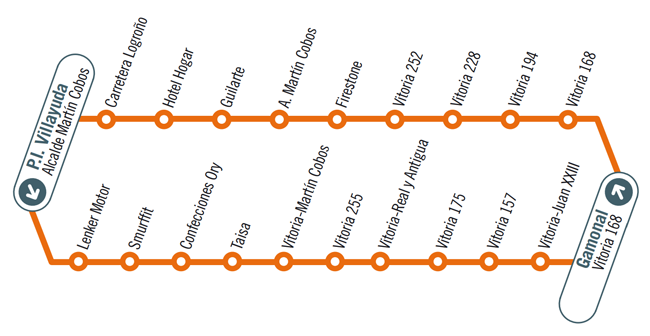 P.I. Villayuda
Alcalde Martín Cobos
Carretera Logroño
Hotel Hogar
Guilarte
A. Martín Cobos
Firestone
Vitoria 252
Vitoria 228
Vitoria 194
Vitoria 168
Lenker Motor
Smurffit
Confecciones Ory
Taisa
Vitoria-Martín Cobos
Vitoria 255
Vitoria-Real y Antigua
Vitoria 175
Vitoria 157
Vitoria-Juan XXIII
Gamonal
Vitoria 168